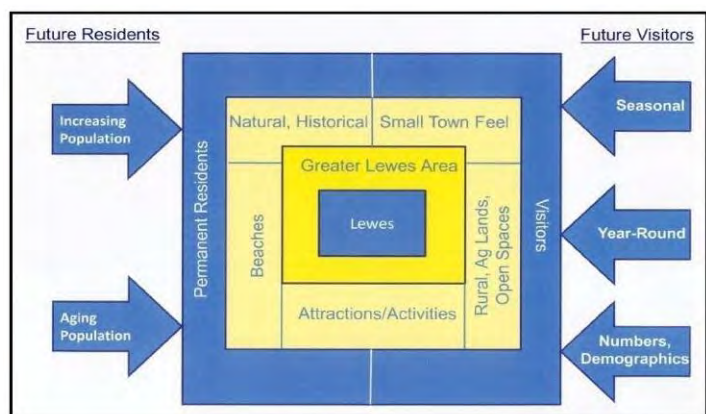 Future Residents
Future Visitors
Increasing
Population
Aging
Population
Permanent Residents
Natural, Historical
Small Town Feel
Greater Lewes Area
Lewes
Beaches
Rural, Ag Lands,
Open Spaces
Attractions/Activities
Visitors
Seasonal
Year-Round
Numbers,
Demographics